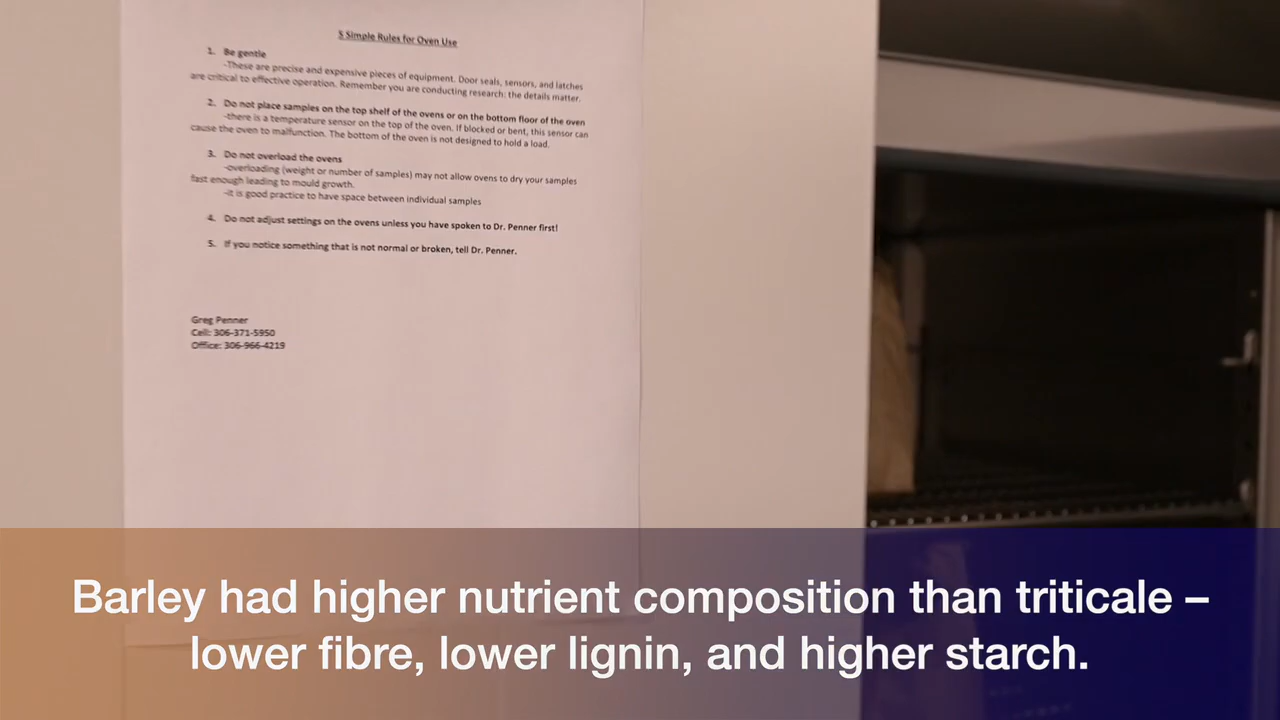 5 Simple Rules for Oven Use
1. Be gentle
-These are precise and expensive pieces of equipment. Door seals, sensors, and latches
are critical to effective operation. Remember you are conducting research: the details matter.
2. Do not place samples on the top shelf of the ovens or on the bottom floor of the oven
-there is a temperature sensor on the top of the oven. If blocked or bent, this sensor can
cause the oven to malfunction. The bottom of the oven is not designed to hold a load.
3. Do not overload the ovens
-overloading (weight or number of samples) may not allow ovens to dry your samples
fast enough leading to mould growth.
-it is good practice to have space between individual samples
4. Do not adjust settings on the ovens unless you have spoken to Dr. Penner first!
5. If you notice something that is not normal or broken, tell Dr. Penner.
Greg Penner
Cell: 306-371-5950
Office: 306-966-4219
Barley had higher nutrient composition than triticale –
lower fibre, lower lignin, and higher starch.